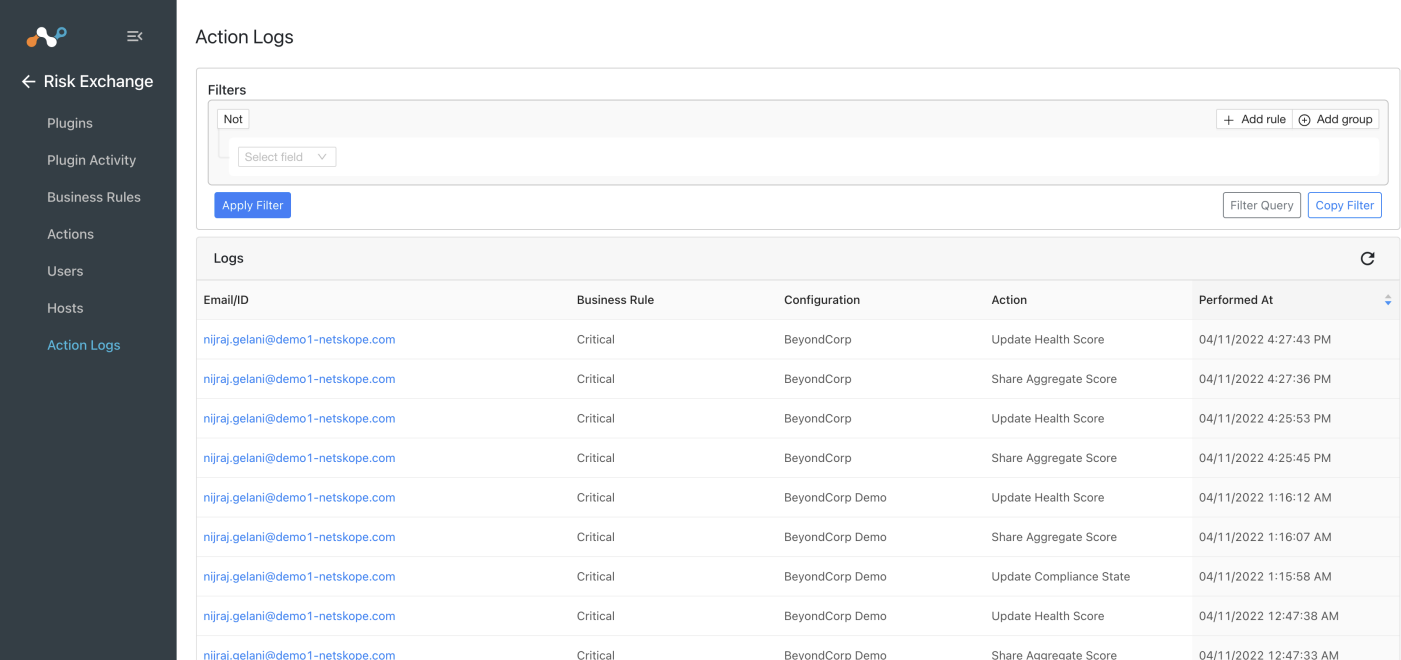 Risk Exchange
Plugins
Plugin Activity
Business Rules
Actions
Users
Hosts
Action Logs
Action Logs
Filters
Not
Add rule Add group
Select field
Apply Filter Filter Query Copy Filter
Logs
Email/ID Business Rule Configuration Action Performed At
nijraj.gelani@demo1-netskope.com Critical BeyondCorp Update Health Score 04/11/2022 4:27:43 PM
nijraj.gelani@demo1-netskope.com Critical BeyondCorp Share Aggregate Score 04/11/2022 4:27:36 PM
nijraj.gelani@demo1-netskope.com Critical BeyondCorp Update Health Score 04/11/2022 4:25:53 PM
nijraj.gelani@demo1-netskope.com Critical BeyondCorp Share Aggregate Score 04/11/2022 4:25:45 PM
nijraj.gelani@demo1-netskope.com Critical BeyondCorp Demo Update Health Score 04/11/2022 1:16:12 AM
nijraj.gelani@demo1-netskope.com Critical BeyondCorp Demo Share Aggregate Score 04/11/2022 1:16:07 AM
nijraj.gelani@demo1-netskope.com Critical BeyondCorp Demo Update Compliance State 04/11/2022 1:15:58 AM
nijraj.gelani@demo1-netskope.com Critical BeyondCorp Demo Update Health Score 04/11/2022 12:47:38 AM
nijraj.gelani@demo1-netskope.com Critical BeyondCorp Demo Share Aggregate Score 04/11/2022 12:47:33 AM